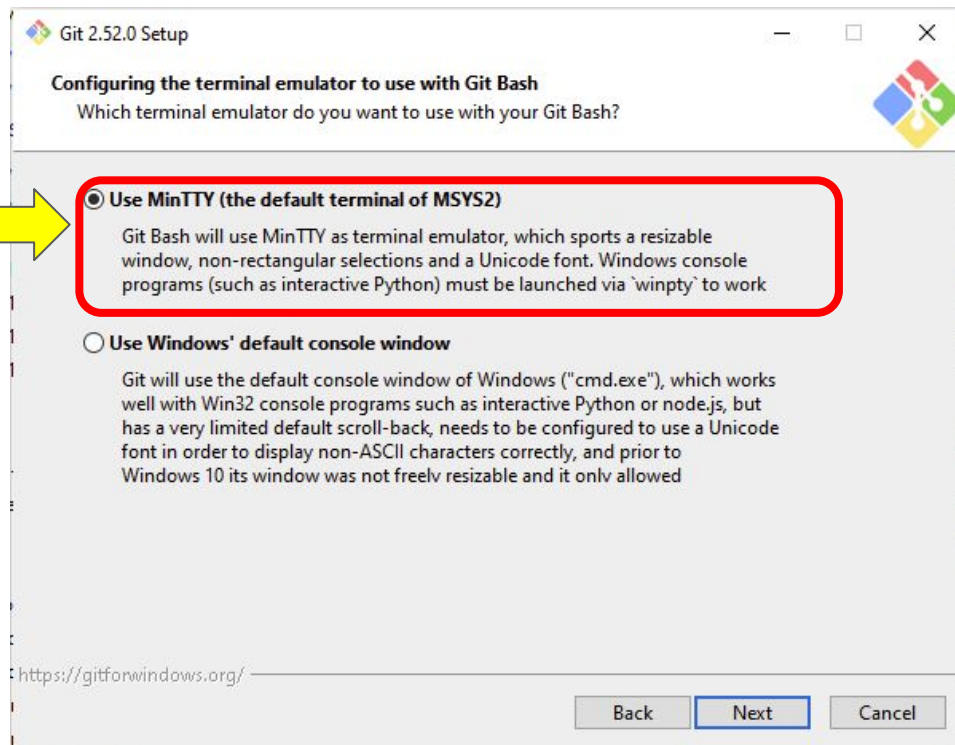 Git 2.52.0 Setup
Configuring the terminal emulator to use with Git Bash
Which terminal emulator do you want to use with your Git Bash?
Use MinTTY (the default terminal of MSYS2)
Git Bash will use MinTTY as terminal emulator, which sports a resizable
window, non-rectangular selections and a Unicode font. Windows console
programs (such as interactive Python) must be launched via `winpty` to work
Use Windows' default console window
Git will use the default console window of Windows ("cmd.exe"), which works
well with Win32 console programs such as interactive Python or node.js, but
has a very limited default scroll-back, needs to be configured to use a Unicode
font in order to display non-ASCII characters correctly, and prior to
Windows 10 its window was not freely resizable and it only allowed
https://gitforwindows.org/
Back Next Cancel